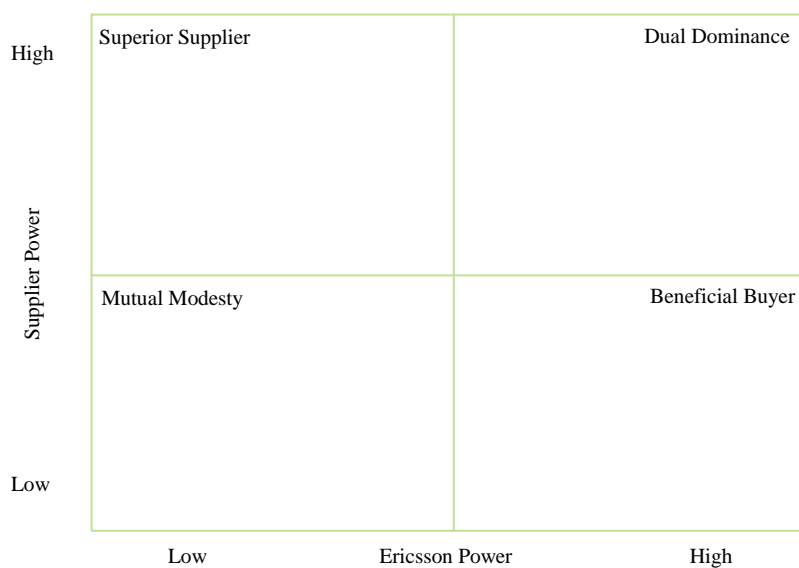 Superior Supplier
Dual Dominance
High
Supplier Power
Mutual Modesty
Beneficial Buyer
Low
Low
Ericsson Power
High